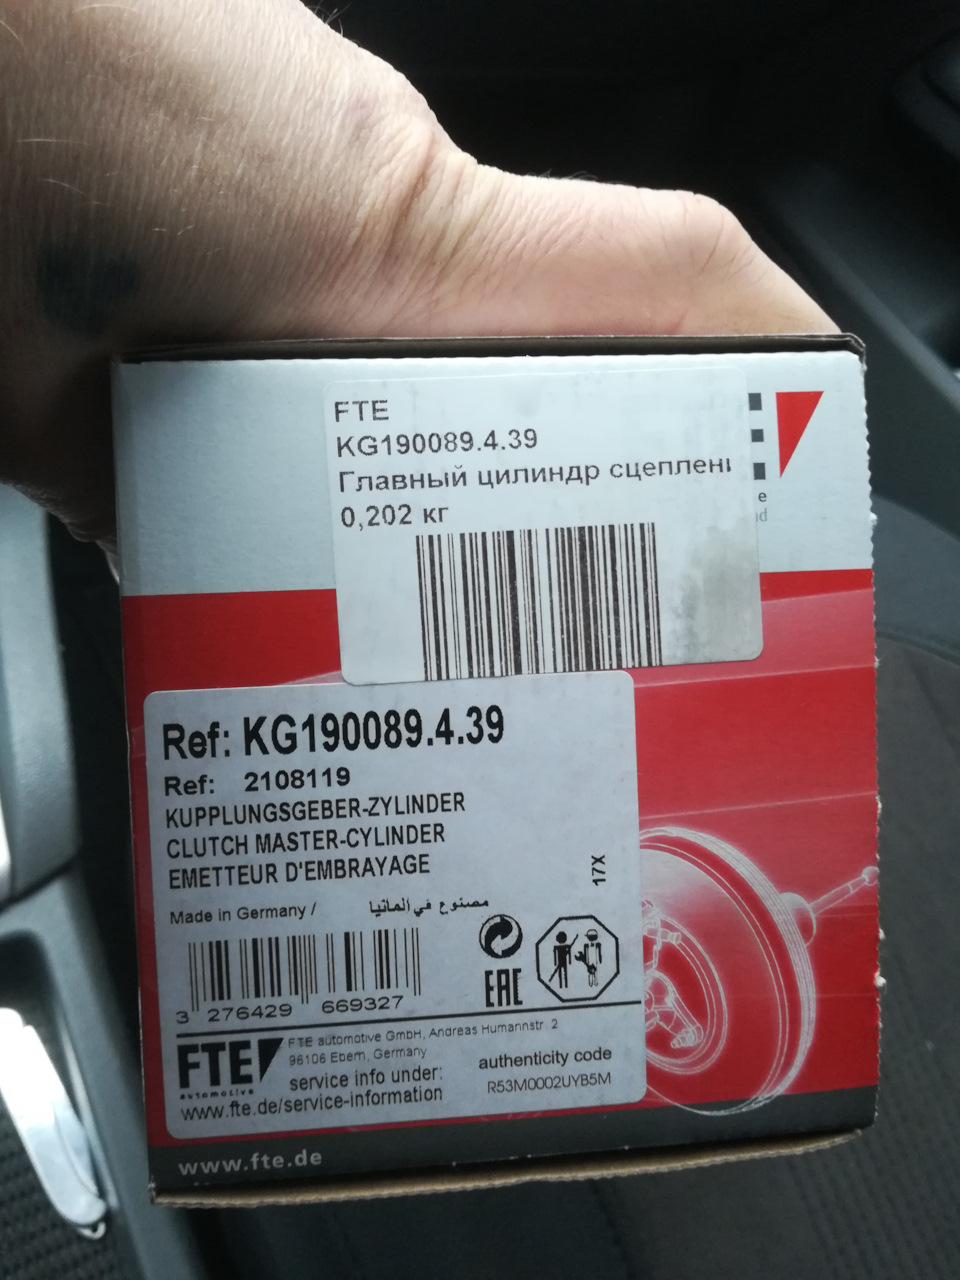 FTE
KG190089.4.39
Главный цилиндр
0,202 кг
e
Ref: KG190089.4.39
Ref: 2108119
KUPPLUNGSGEBER-ZYLINDER
CLUTCH MASTER-CYLINDER
EMETTEUR D'EMBRAYAGE
17X
Made in Germany / مصنوع في المانيا
EAC
3 276429 669327
FTE
automotive
FTE automotive GmbH, Andreas Humannstr. 2
96106 Ebern, Germany
service info under:
www.fte.de/service-information
authenticity code
R53M0002UYB5M
www.fte.de